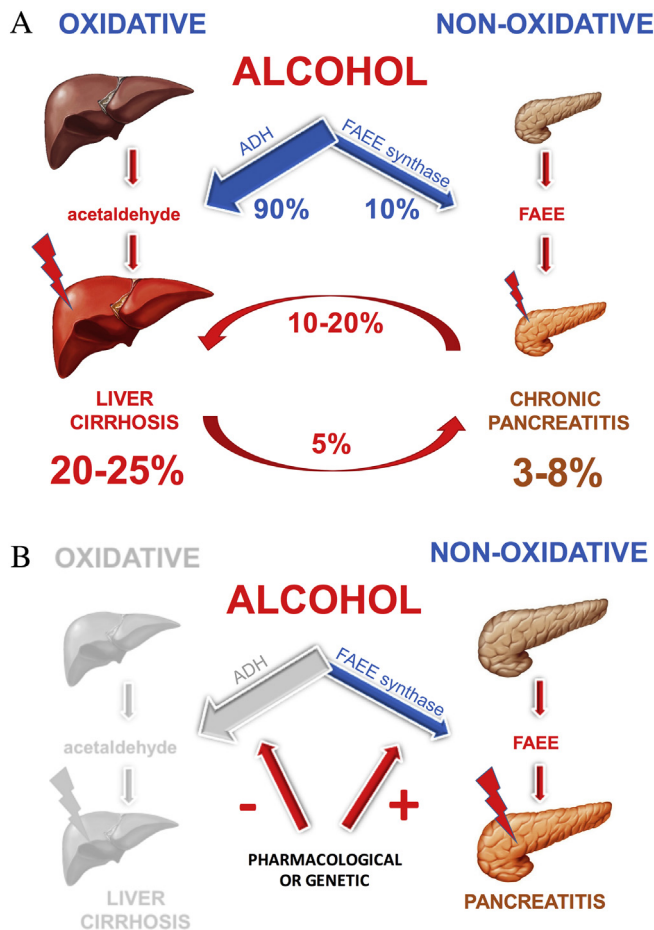 A
OXIDATIVE
NON-OXIDATIVE
ALCOHOL
ADH
FAEE synthase
90%
10%
acetaldehyde
FAEE
10-20%
LIVER
CIRRHOSIS
20-25%
5%
CHRONIC
PANCREATITIS
3-8%
B
OXIDATIVE
NON-OXIDATIVE
ALCOHOL
ADH
FAEE synthase
acetaldehyde
FAEE
-
+
PHARMACOLOGICAL
OR GENETIC
LIVER
CIRRHOSIS
PANCREATITIS